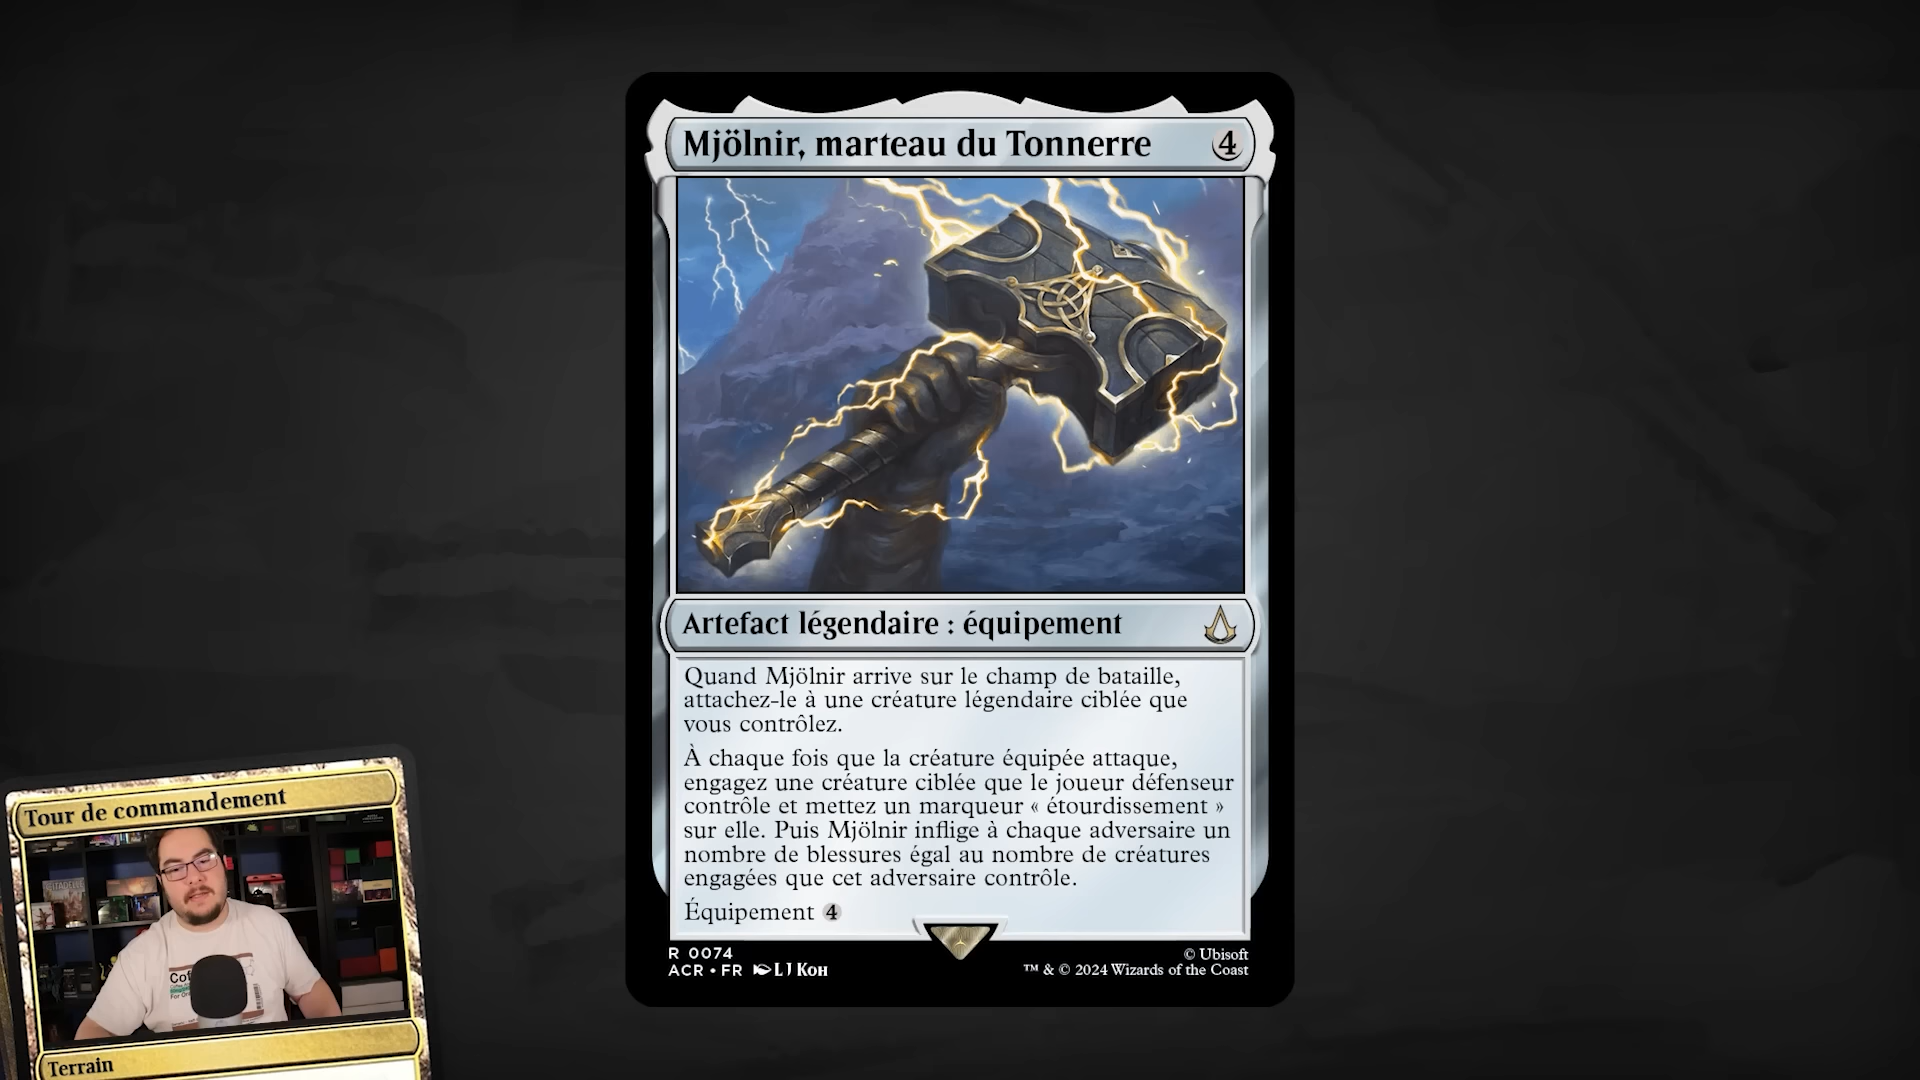 Mjölnir, marteau du Tonnerre 4
Artefact légendaire : équipement
Quand Mjölnir arrive sur le champ de bataille,
attachez-le à une créature légendaire ciblée que
vous contrôlez.
À chaque fois que la créature équipée attaque,
engagez une créature ciblée que le joueur défenseur
contrôle et mettez un marqueur « étourdissement »
sur elle. Puis Mjölnir inflige à chaque adversaire un
nombre de blessures égal au nombre de créatures
engagées que cet adversaire contrôle.
Équipement 4
R 0074
ACR • FR LJ Koh
© Ubisoft
™ & © 2024 Wizards of the Coast
Tour de commandement
CITADELLES
Terrain